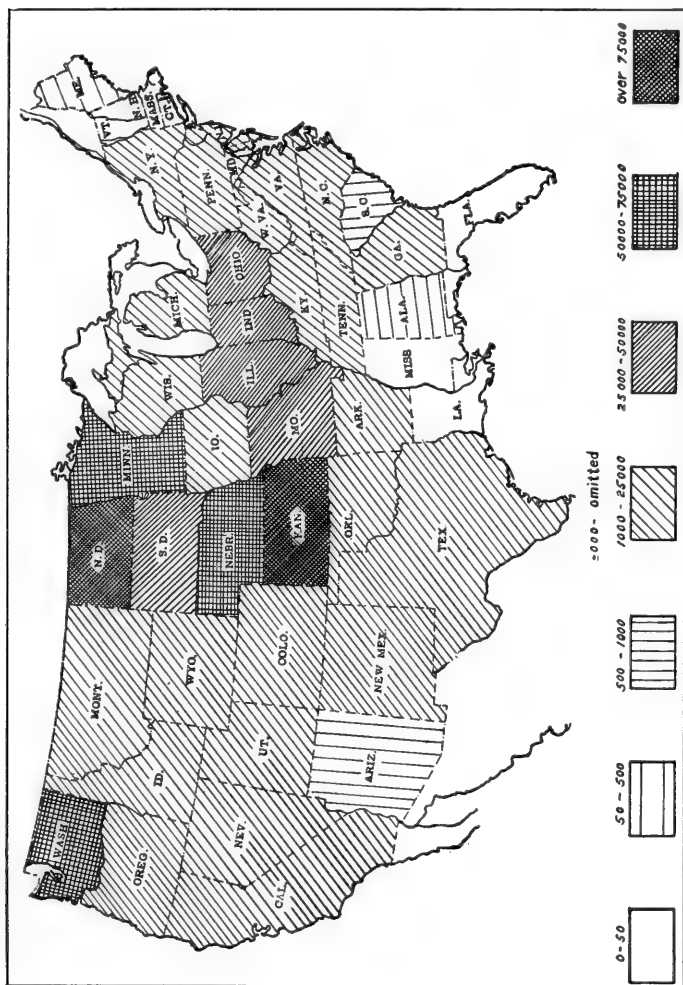 WASH
OREG.
CAL.
NEV.
ID.
MONT.
WYO.
UT.
ARIZ.
COLO.
NEW MEX.
N.D.
S.D.
NEBR
KAN.
OKL.
TEX.
MINN
IO.
MO.
ARK.
LA.
WIS.
ILL.
MICH.
IND.
OHIO
KY.
TENN.
MISS
ALA.
GA.
FLA.
S.C.
N.C.
VA.
W. VA.
MD.
PENN.
N.Y.
VT.
N.H.
MASS.
CT.
ME.
000- omitted
0-50
50-500
500-1000
1000-25000
25000-50000
50000-75000
over 75000